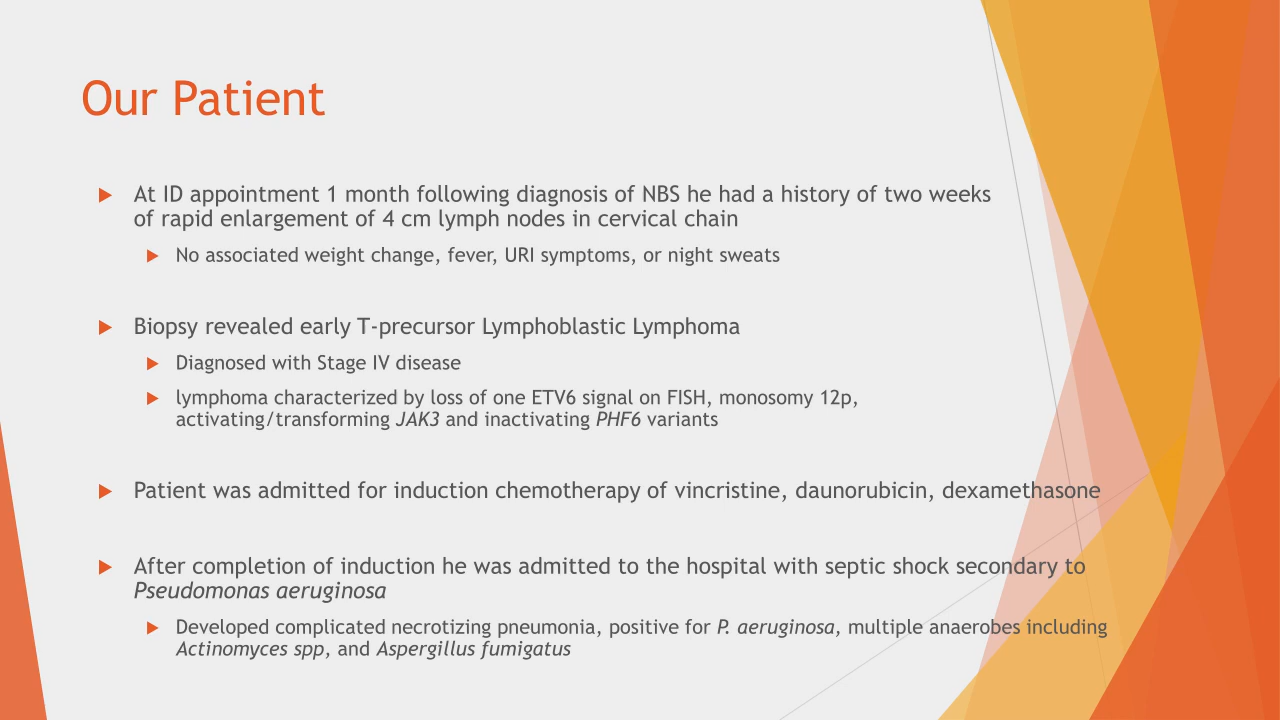 Our Patient
At ID appointment 1 month following diagnosis of NBS he had a history of two weeks
of rapid enlargement of 4 cm lymph nodes in cervical chain
No associated weight change, fever, URI symptoms, or night sweats
Biopsy revealed early T-precursor Lymphoblastic Lymphoma
Diagnosed with Stage IV disease
lymphoma characterized by loss of one ETV6 signal on FISH, monosomy 12p,
activating/transforming JAK3 and inactivating PHF6 variants
Patient was admitted for induction chemotherapy of vincristine, daunorubicin, dexamethasone
After completion of induction he was admitted to the hospital with septic shock secondary to
Pseudomonas aeruginosa
Developed complicated necrotizing pneumonia, positive for P. aeruginosa, multiple anaerobes including
Actinomyces spp, and Aspergillus fumigatus